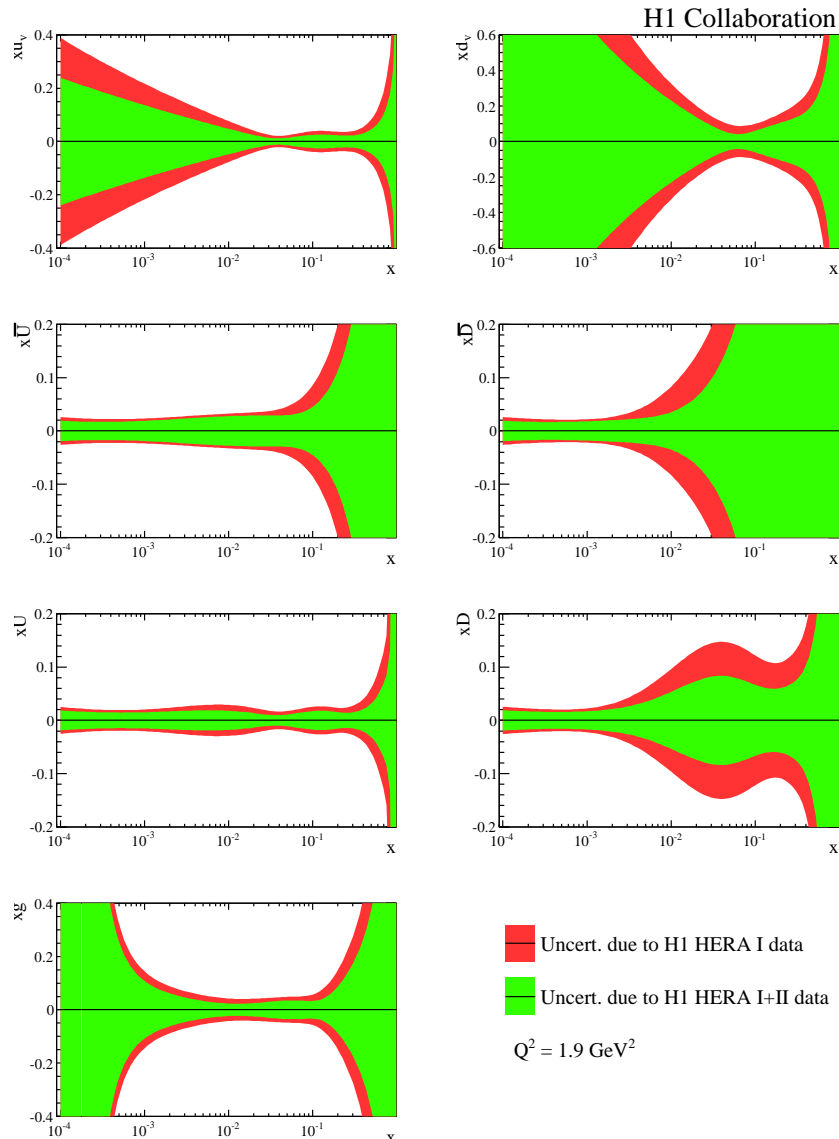 H1 Collaboration
xu_v
0.4
0.2
0
-0.2
-0.4
10^-4 10^-3 10^-2 10^-1
x
xd_v
0.6
0.4
0.2
0
-0.2
-0.4
-0.6
10^-4 10^-3 10^-2 10^-1
x
xU̅
0.2
0.1
0
-0.1
-0.2
10^-4 10^-3 10^-2 10^-1
x
xD̅
0.2
0.1
0
-0.1
-0.2
10^-4 10^-3 10^-2 10^-1
x
xU
0.2
0.1
0
-0.1
-0.2
10^-4 10^-3 10^-2 10^-1
x
xD
0.2
0.1
0
-0.1
-0.2
10^-4 10^-3 10^-2 10^-1
x
xg
0.4
0.2
0
-0.2
-0.4
10^-4 10^-3 10^-2 10^-1
x
Uncert. due to H1 HERA I data
Uncert. due to H1 HERA I+II data
Q² = 1.9 GeV²